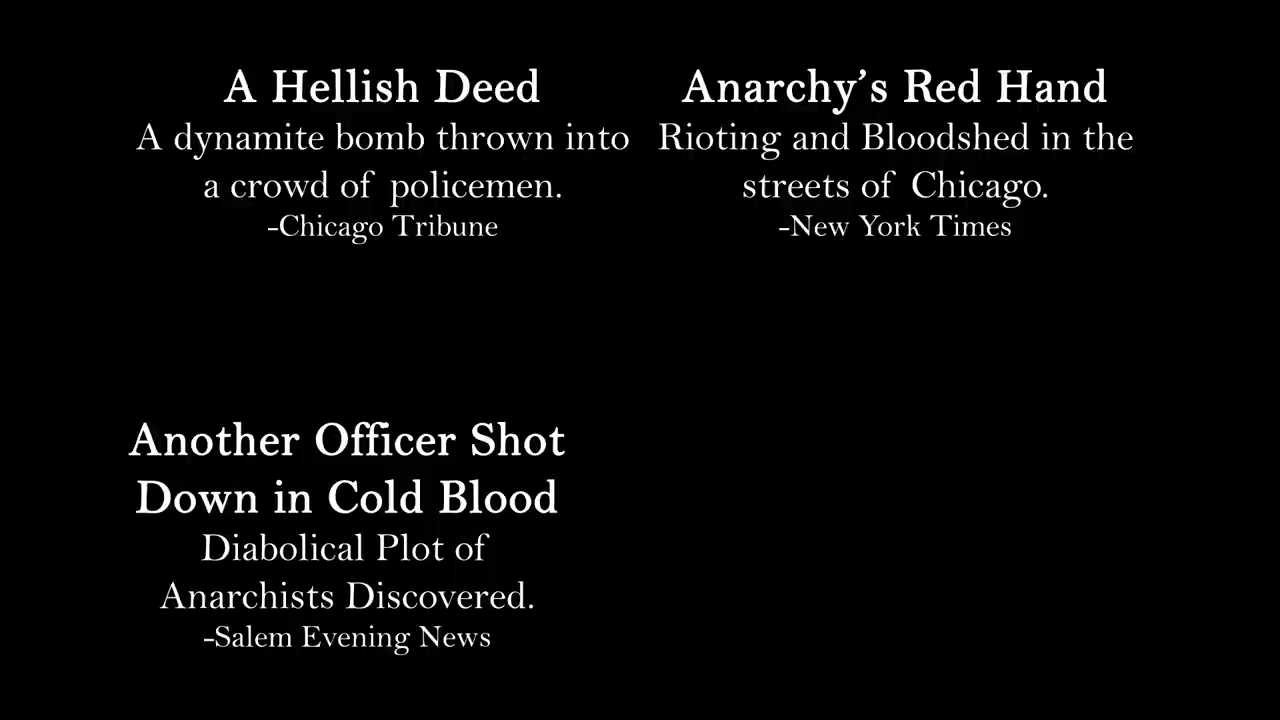 A Hellish Deed
A dynamite bomb thrown into
a crowd of policemen.
-Chicago Tribune
Anarchy’s Red Hand
Rioting and Bloodshed in the
streets of Chicago.
-New York Times
Another Officer Shot
Down in Cold Blood
Diabolical Plot of
Anarchists Discovered.
-Salem Evening News